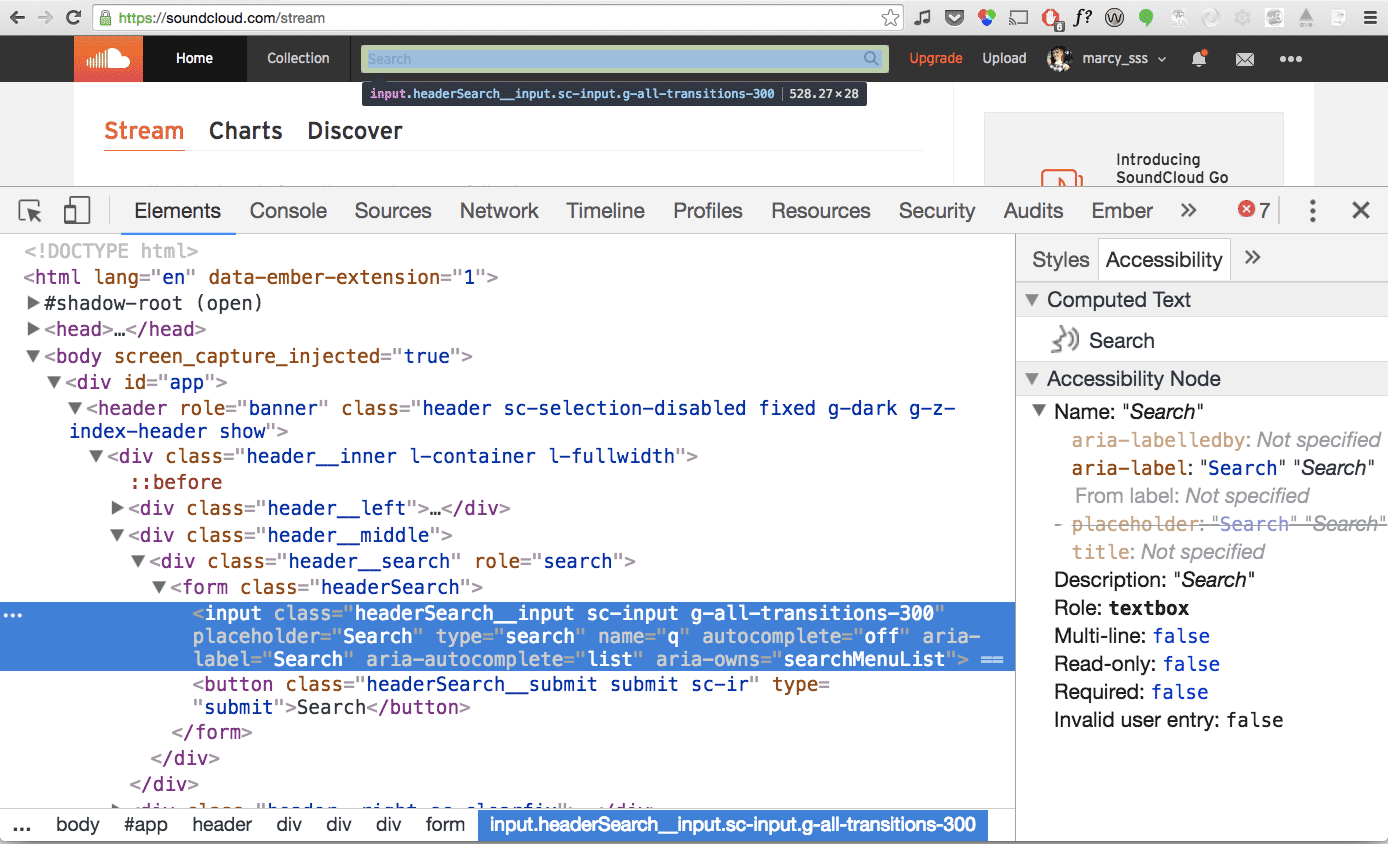 https://soundcloud.com/stream
f?
W
6
Home Collection Search Upgrade Upload marcy_sss
input.headerSearch__input.sc-input.g-all-transitions-300 | 528.27×28
Stream Charts Discover
Introducing
SoundCloud Go
Elements Console Sources Network Timeline Profiles Resources Security Audits Ember » 7
<!DOCTYPE html>
<html lang="en" data-ember-extension="1">
▶#shadow-root (open)
▶<head>…</head>
▼<body screen_capture_injected="true">
▼<div id="app">
▼<header role="banner" class="header sc-selection-disabled fixed g-dark g-z-
index-header show">
▼<div class="header__inner l-container l-fullwidth">
::before
▶<div class="header__left">…</div>
▼<div class="header__middle">
▼<div class="header__search" role="search">
▼<form class="headerSearch">
<input class="headerSearch__input sc-input g-all-transitions-300"
placeholder="Search" type="search" name="q" autocomplete="off" aria-
label="Search" aria-autocomplete="list" aria-owns="searchMenuList"> ==
<button class="headerSearch__submit submit sc-ir" type=
"submit">Search</button>
</form>
</div>
</div>
... body #app header div div div form input.headerSearch__input.sc-input.g-all-transitions-300
Styles Accessibility »
▼ Computed Text
Search
▼ Accessibility Node
▼ Name: "Search"
aria-labelledby: Not specified
aria-label: "Search" "Search"
From label: Not specified
- placeholder: "Search" "Search"
title: Not specified
Description: "Search"
Role: textbox
Multi-line: false
Read-only: false
Required: false
Invalid user entry: false